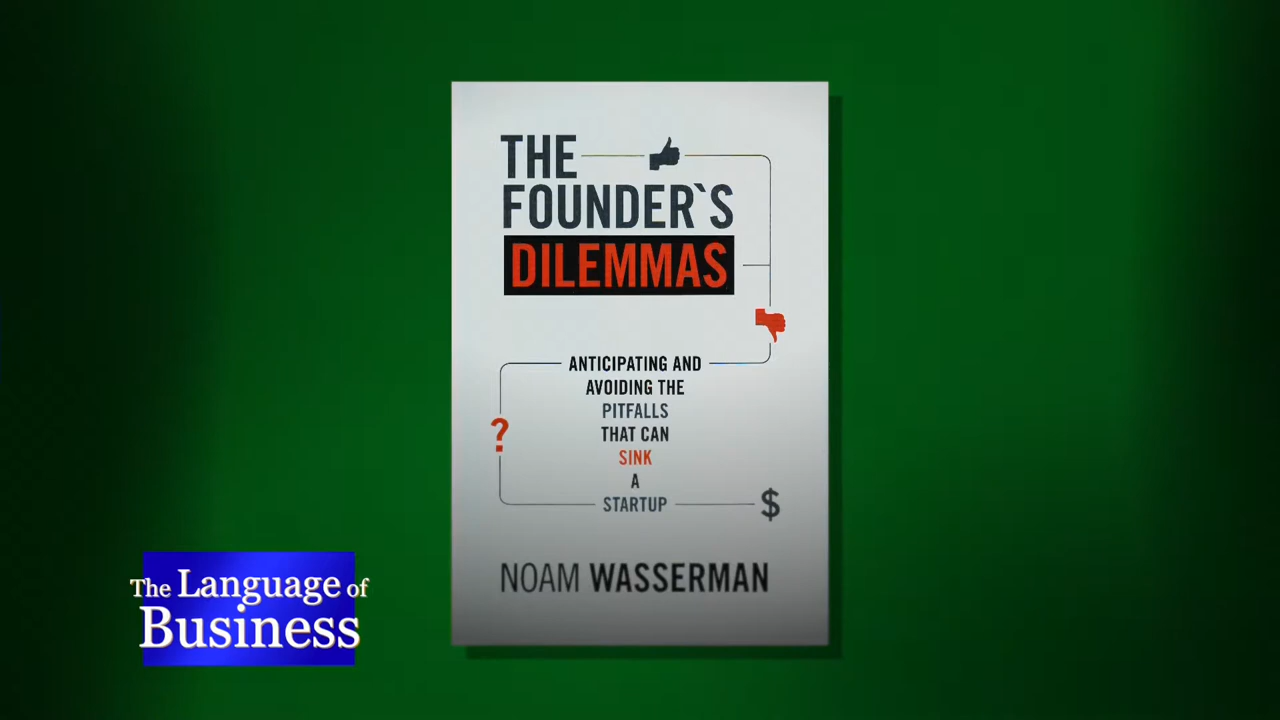 THE
FOUNDER`S
DILEMMAS
ANTICIPATING AND
AVOIDING THE
PITFALLS
THAT CAN
SINK
A
STARTUP
?
$
NOAM WASSERMAN
The Language of
Business